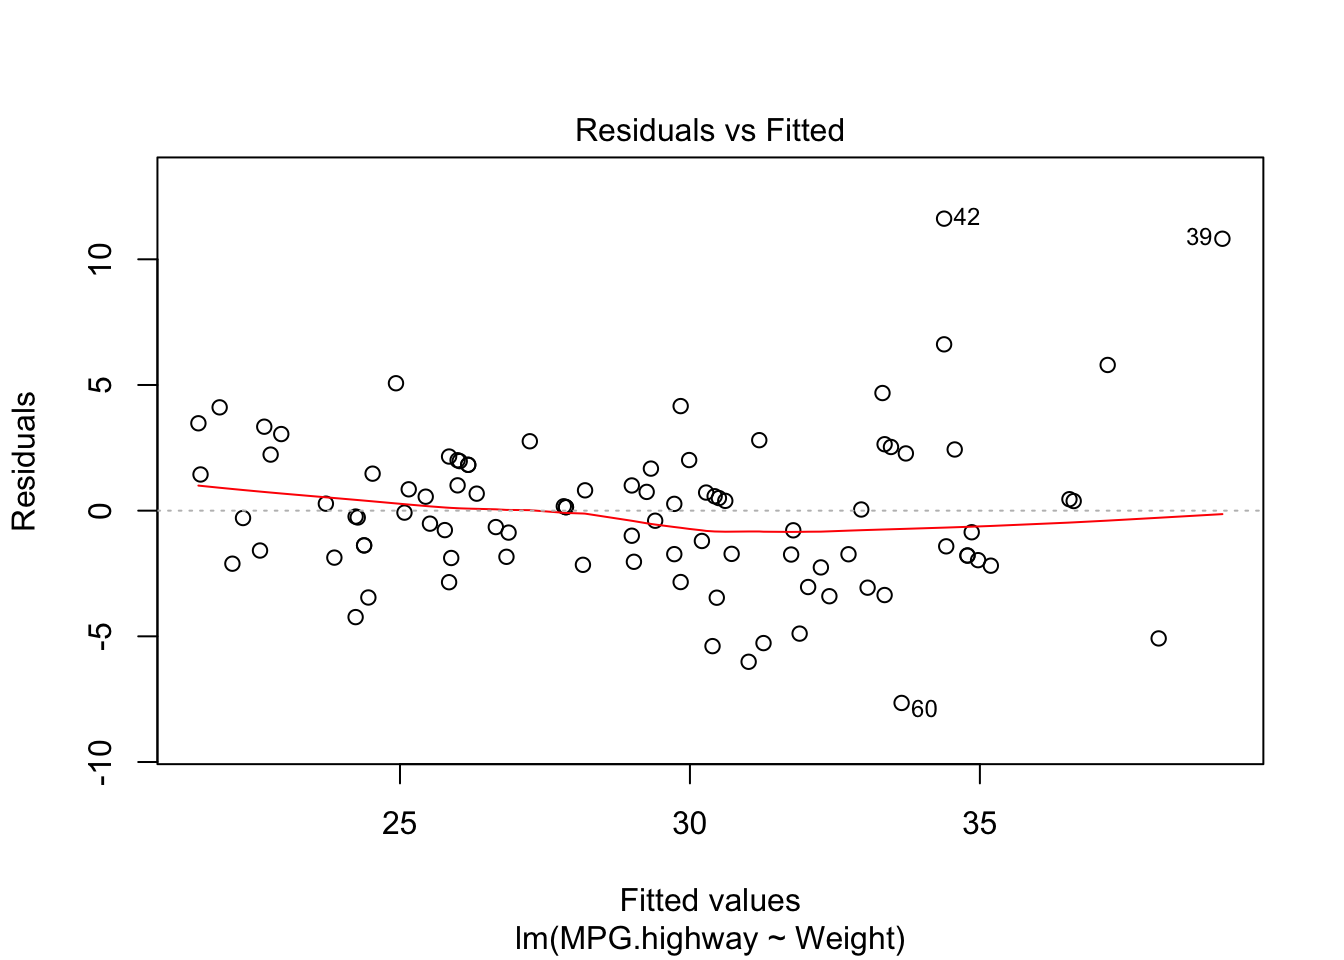 Residuals vs Fitted
Residuals
10
5
0
-5
-10
42
39
60
25 30 35
Fitted values
lm(MPG.highway ~ Weight)